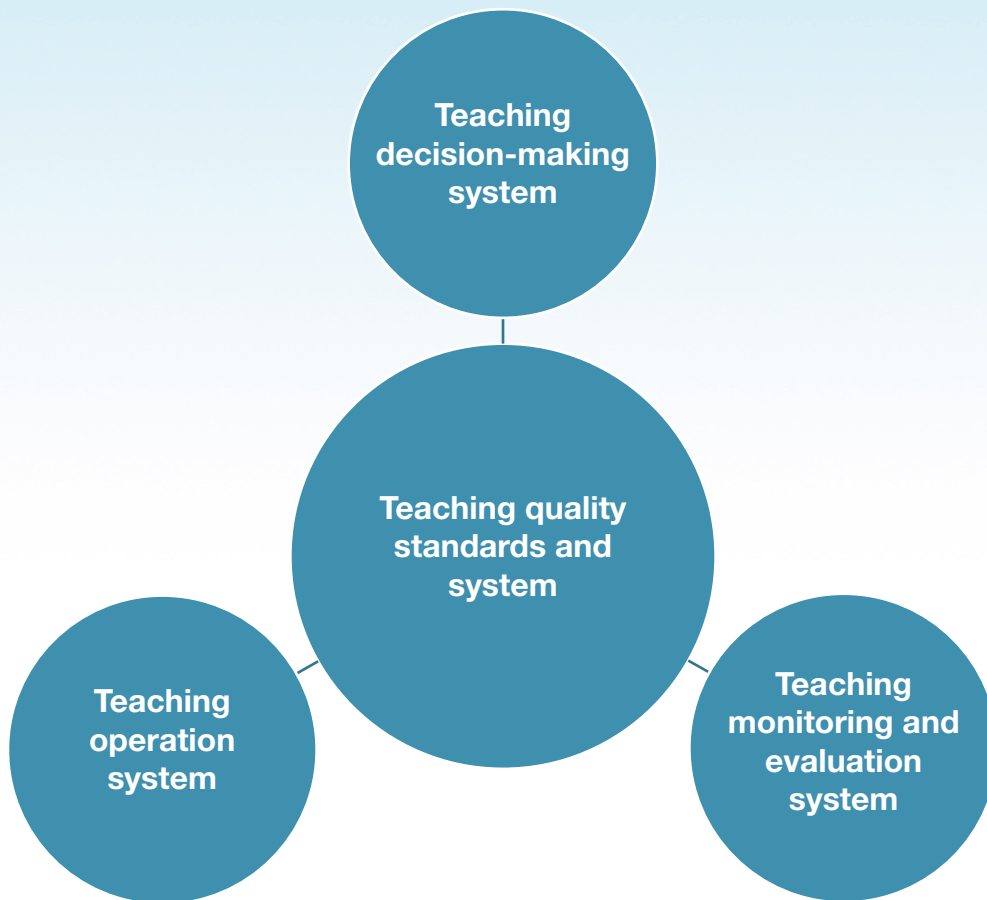 Teaching
decision-making
system
Teaching quality
standards and
system
Teaching
operation
system
Teaching
monitoring and
evaluation
system